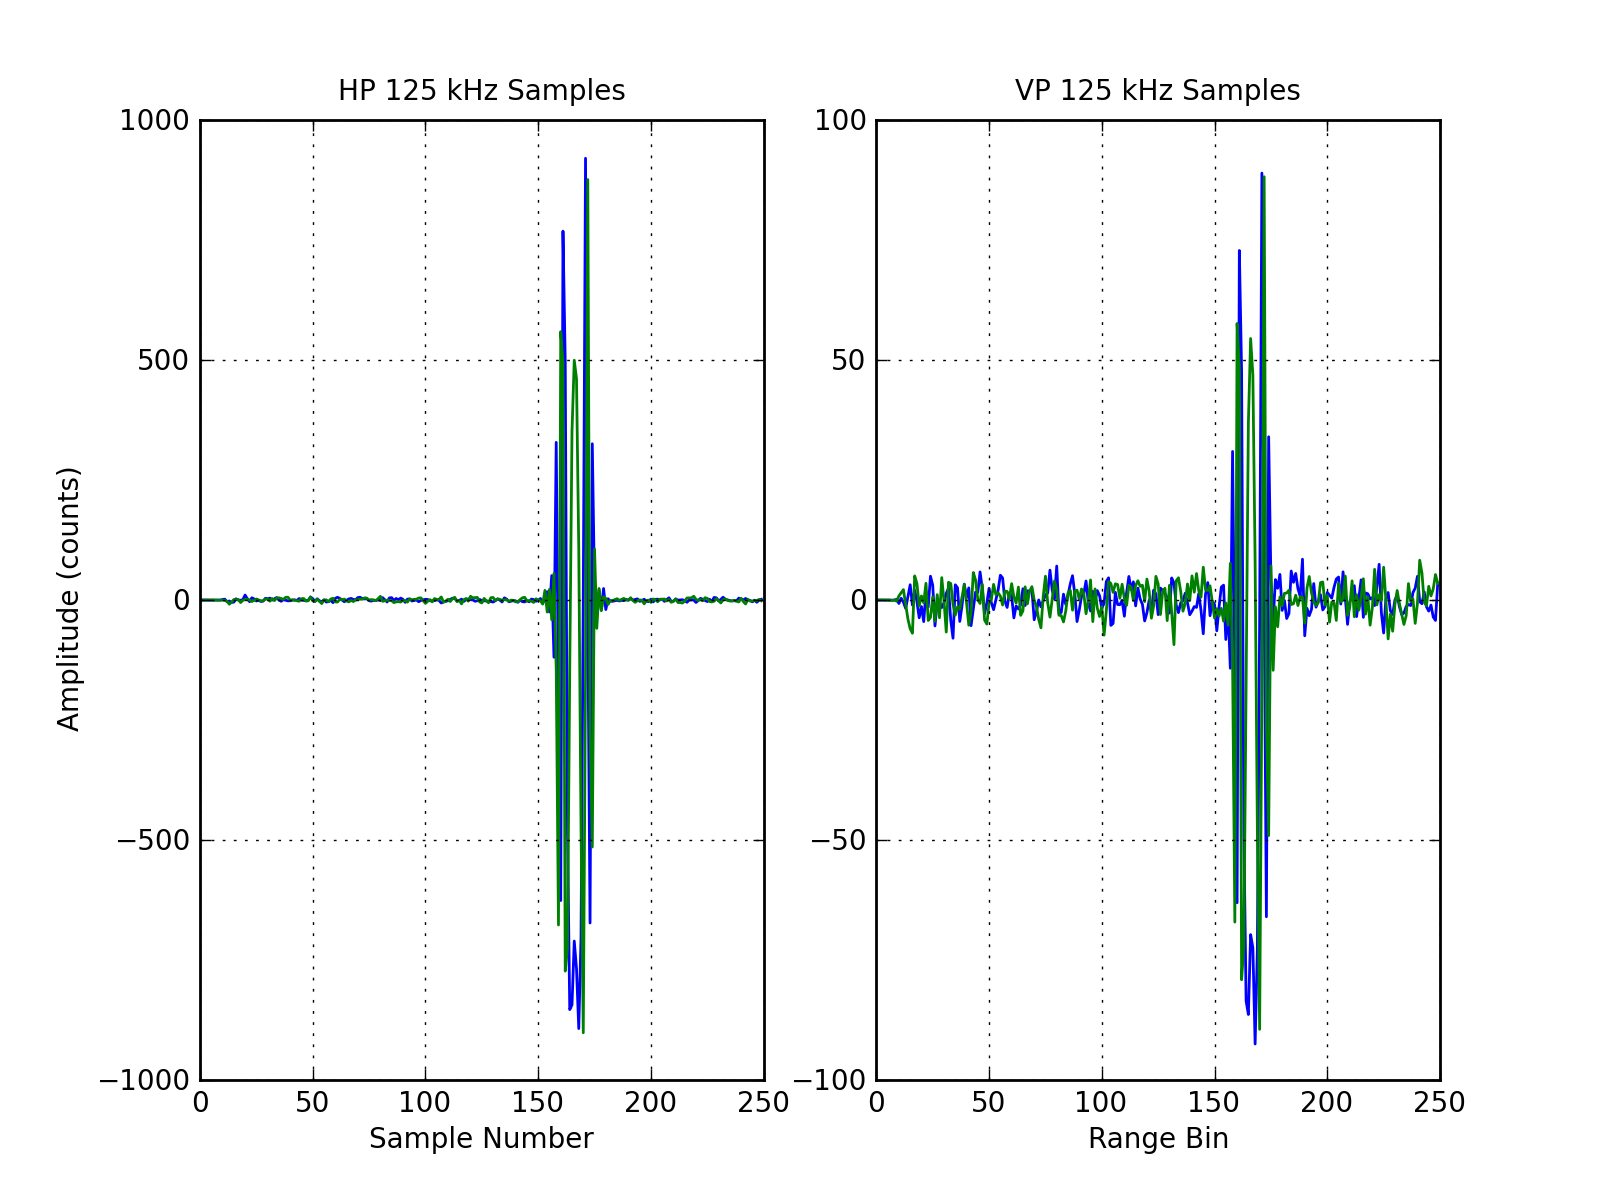 HP 125 kHz Samples
VP 125 kHz Samples
Amplitude (counts)
1000
500
0
−500
−1000
0 50 100 150 200 250
Sample Number
100
50
0
−50
−100
0 50 100 150 200 250
Range Bin